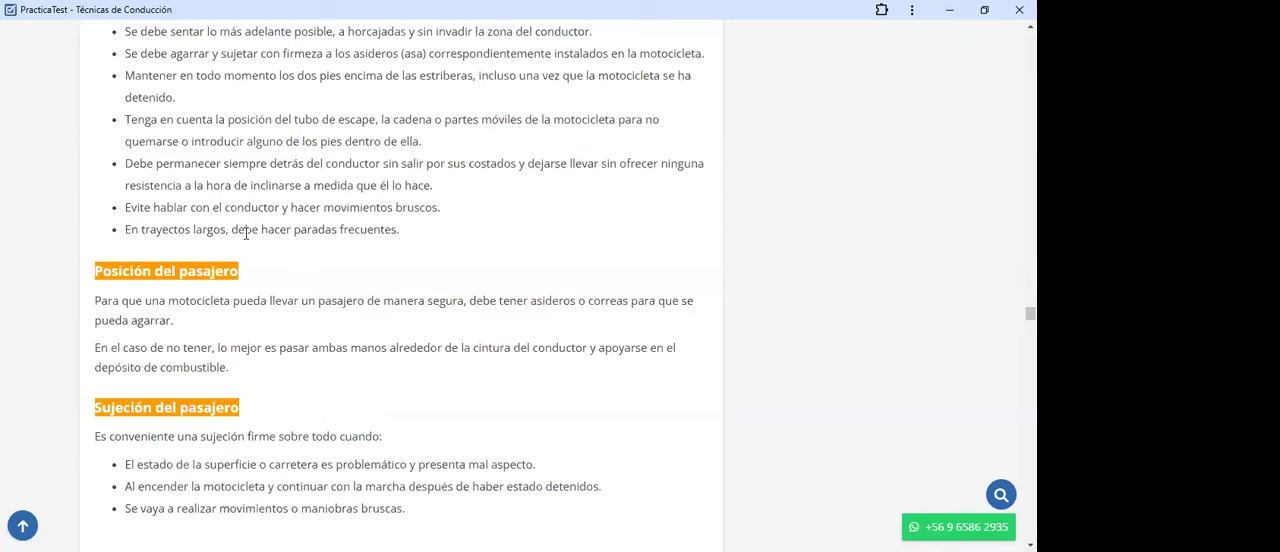 PracticaTest - Técnicas de Conducción
• Se debe sentar lo más adelante posible, a horcajadas y sin invadir la zona del conductor.
• Se debe agarrar y sujetar con firmeza a los asideros (asa) correspondientemente instalados en la motocicleta.
• Mantener en todo momento los dos pies encima de las estriberas, incluso una vez que la motocicleta se ha
detenido.
• Tenga en cuenta la posición del tubo de escape, la cadena o partes móviles de la motocicleta para no
quemarse o introducir alguno de los pies dentro de ella.
• Debe permanecer siempre detrás del conductor sin salir por sus costados y dejarse llevar sin ofrecer ninguna
resistencia a la hora de inclinarse a medida que él lo hace.
• Evite hablar con el conductor y hacer movimientos bruscos.
• En trayectos largos, debe hacer paradas frecuentes.
Posición del pasajero
Para que una motocicleta pueda llevar un pasajero de manera segura, debe tener asideros o correas para que se
pueda agarrar.
En el caso de no tener, lo mejor es pasar ambas manos alrededor de la cintura del conductor y apoyarse en el
depósito de combustible.
Sujeción del pasajero
Es conveniente una sujeción firme sobre todo cuando:
• El estado de la superficie o carretera es problemático y presenta mal aspecto.
• Al encender la motocicleta y continuar con la marcha después de haber estado detenidos.
• Se vaya a realizar movimientos o maniobras bruscas.
+56 9 6586 2935